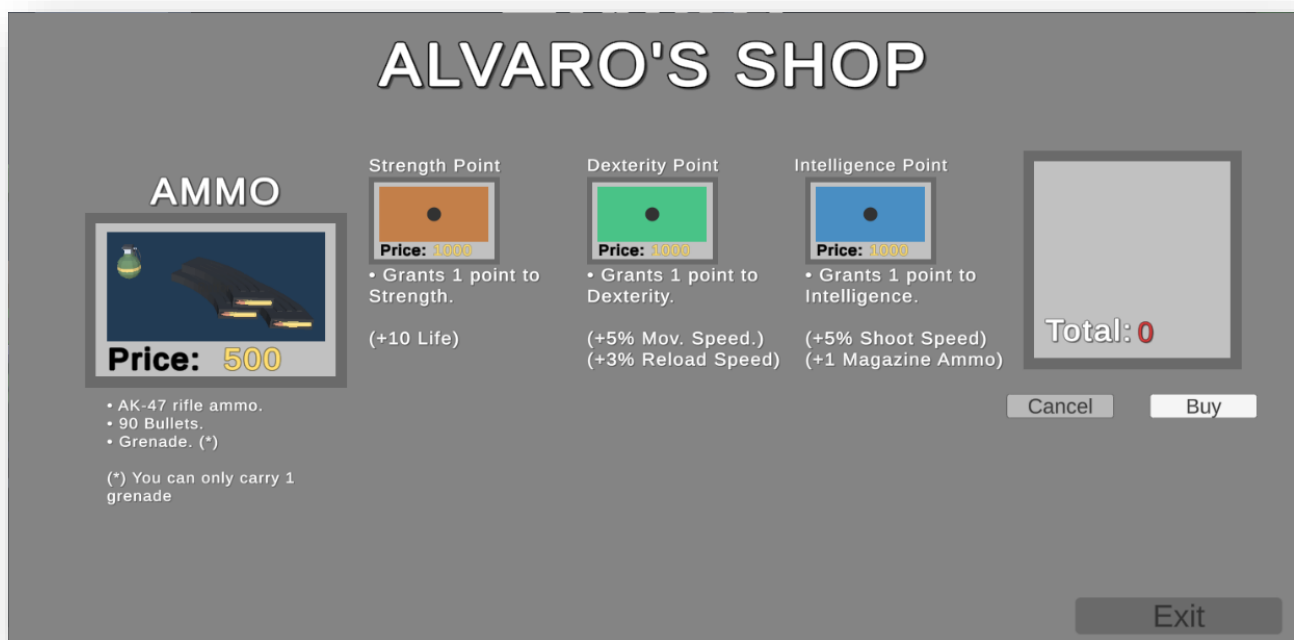 ALVARO'S SHOP
AMMO
Price: 500
• AK-47 rifle ammo.
• 90 Bullets.
• Grenade. (*)
(*) You can only carry 1
grenade
Strength Point
Price: 1000
• Grants 1 point to
Strength.
(+10 Life)
Dexterity Point
Price: 1000
• Grants 1 point to
Dexterity.
(+5% Mov. Speed.)
(+3% Reload Speed)
Intelligence Point
Price: 1000
• Grants 1 point to
Intelligence.
(+5% Shoot Speed)
(+1 Magazine Ammo)
Total: 0
Cancel
Buy
Exit